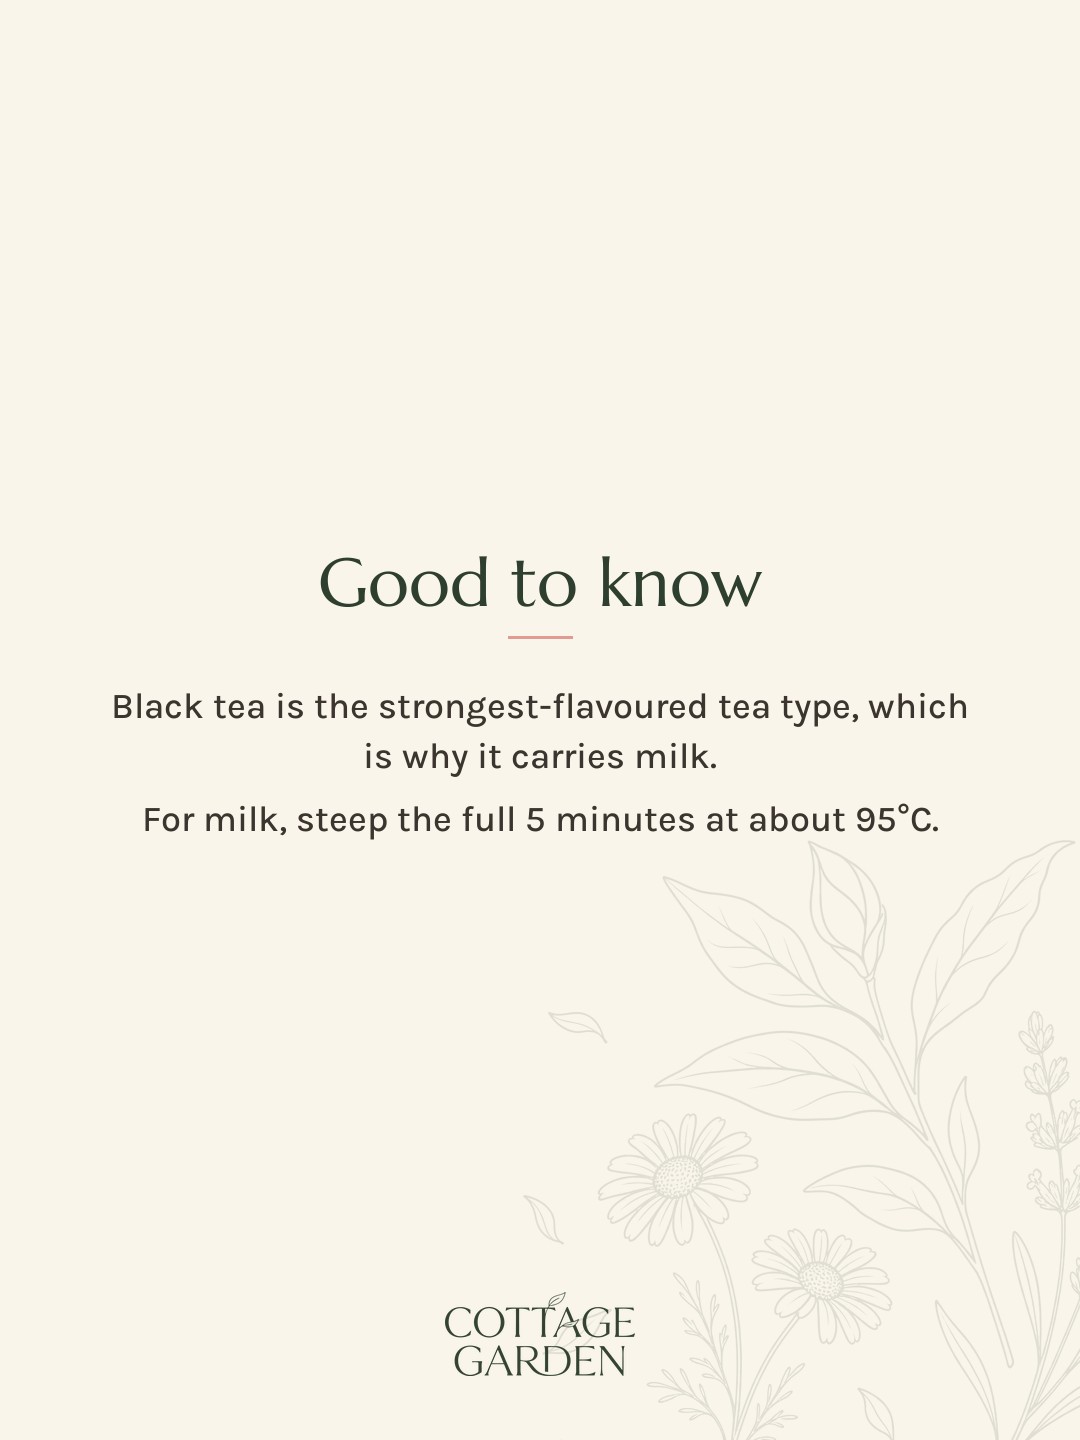 Good to know
Black tea is the strongest-flavoured tea type, which
is why it carries milk.
For milk, steep the full 5 minutes at about 95°C.
COTTAGE
GARDEN